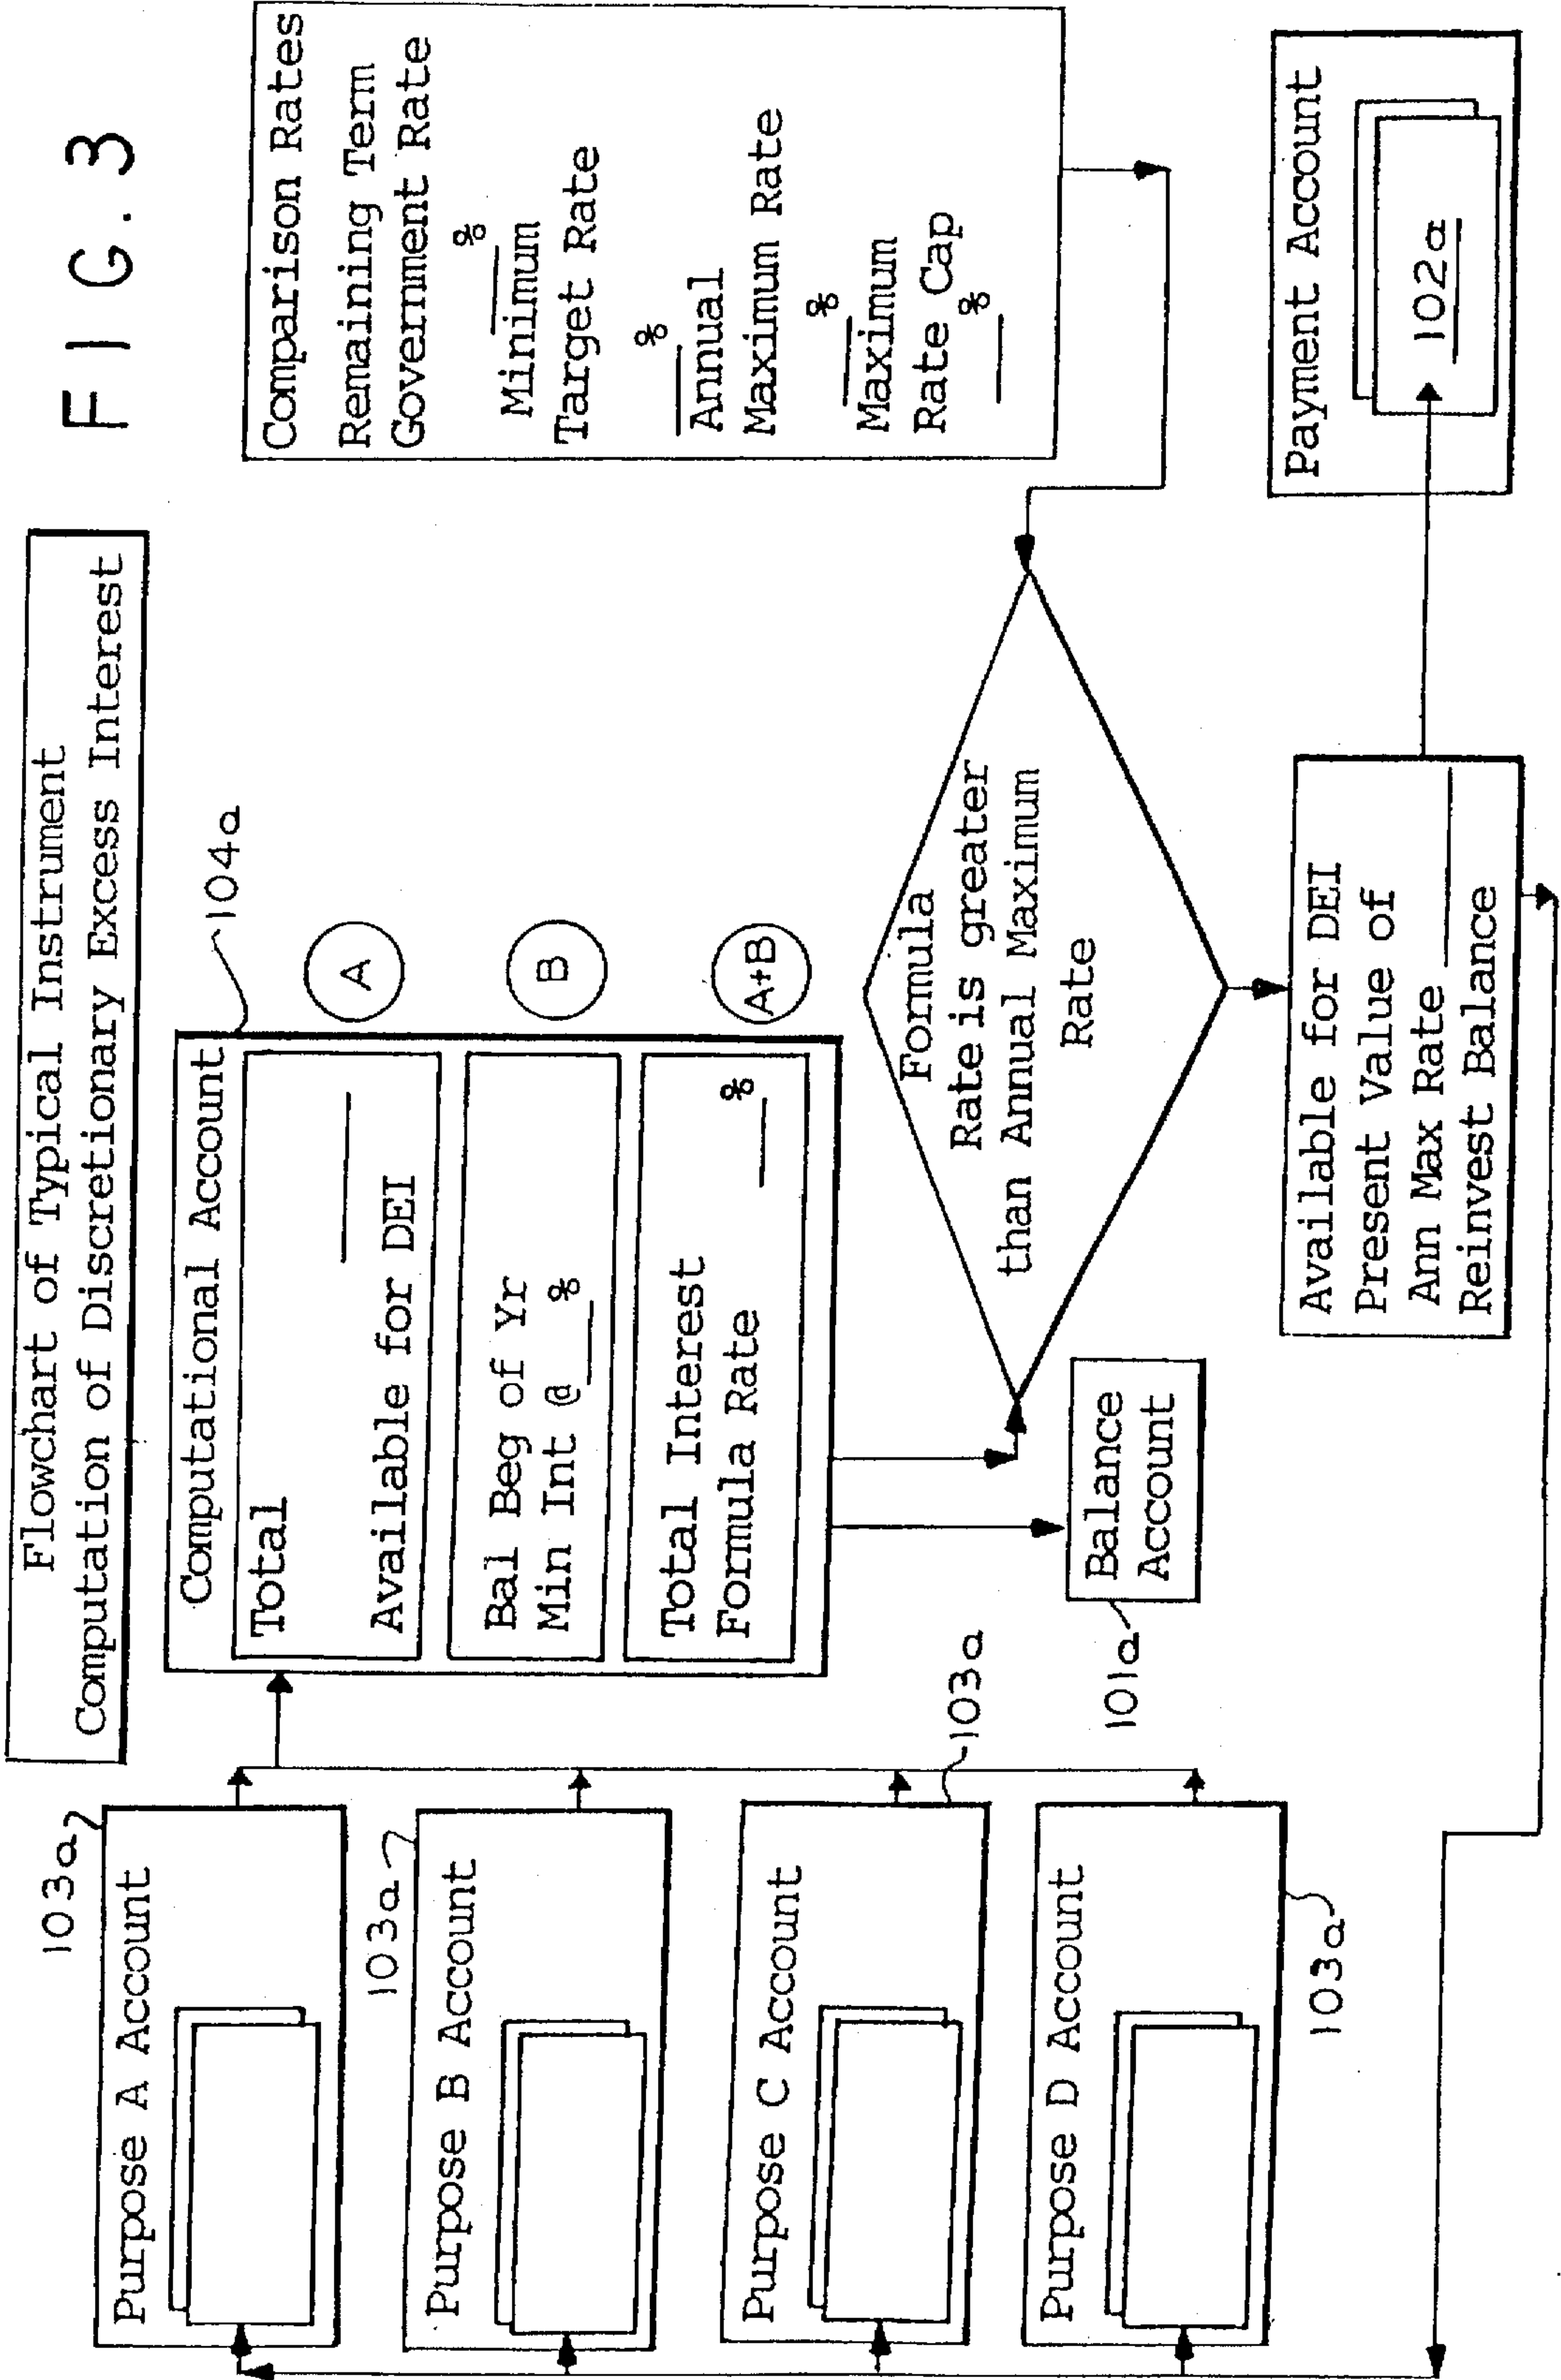 FIG.3
Flowchart of Typical Instrument
Computation of Discretionary Excess Interest
103a
Purpose A Account
103a
Purpose B Account
Purpose C Account
103a
Purpose D Account
103a
104a
Computational Account
Total
Available for DEI
A
Bal Beg of Yr
Min Int @ %
B
Total Interest
Formula Rate %
A+B
Balance
Account
101a
Comparison Rates
Remaining Term
Government Rate
%
Minimum
Target Rate
%
Annual
Maximum Rate
%
Maximum
Rate Cap
%
Formula
Rate is greater
than Annual Maximum
Rate
Available for DEI
Present Value of
Ann Max Rate
Reinvest Balance
Payment Account
102a